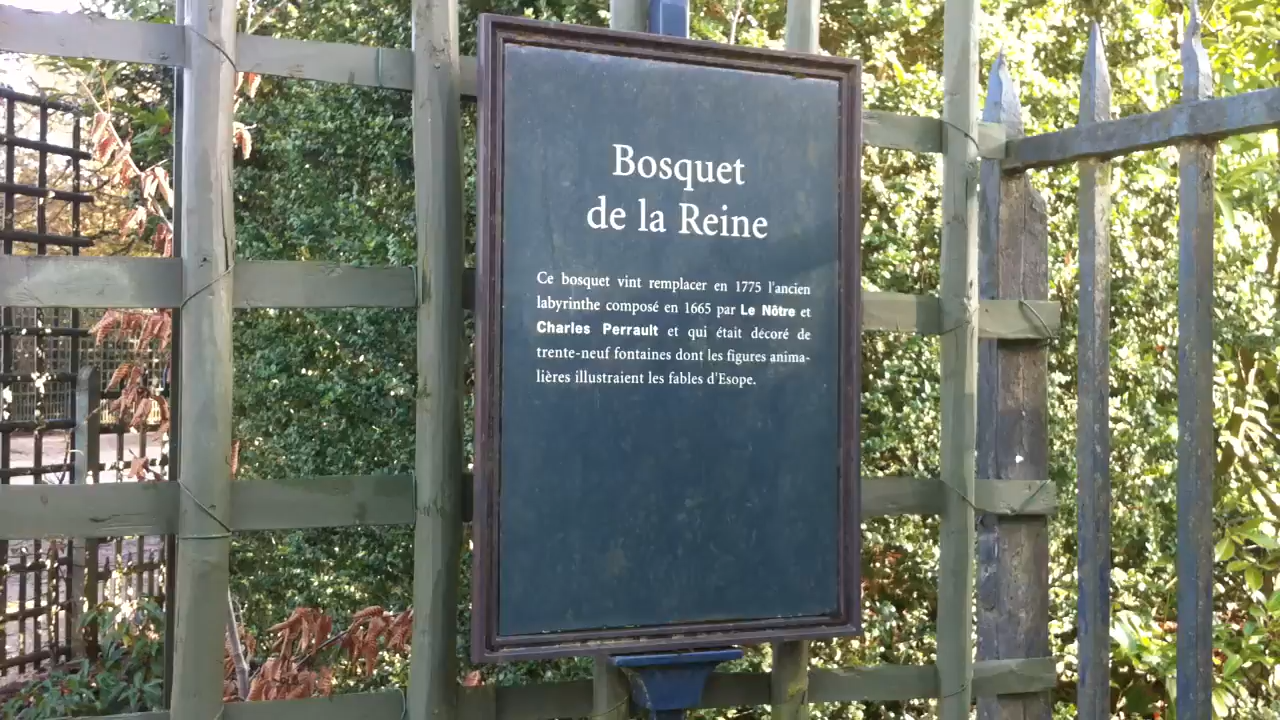 Bosquet
de la Reine
Ce bosquet vint remplacer en 1775 l'ancien
labyrinthe composé en 1665 par Le Nôtre et
Charles Perrault et qui était décoré de
trente-neuf fontaines dont les figures anima-
lières illustraient les fables d'Esope.